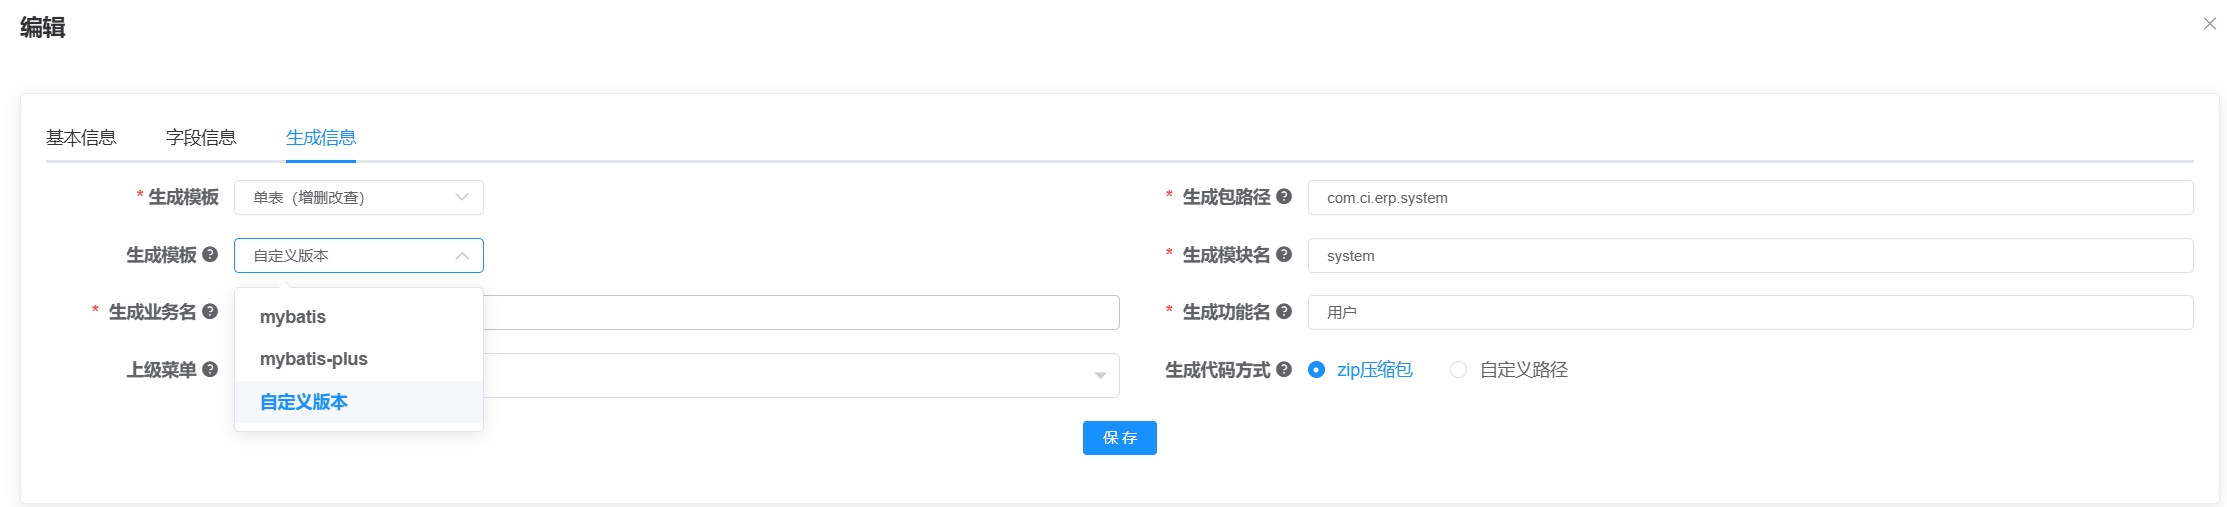 编辑
基本信息 字段信息 生成信息
* 生成模板 单表（增删改查） * 生成包路径 com.ci.erp.system
生成模板 自定义版本 * 生成模块名 system
* 生成业务名 * 生成功能名 用户
mybatis
mybatis-plus
自定义版本
上级菜单 生成代码方式 zip压缩包 自定义路径
保存